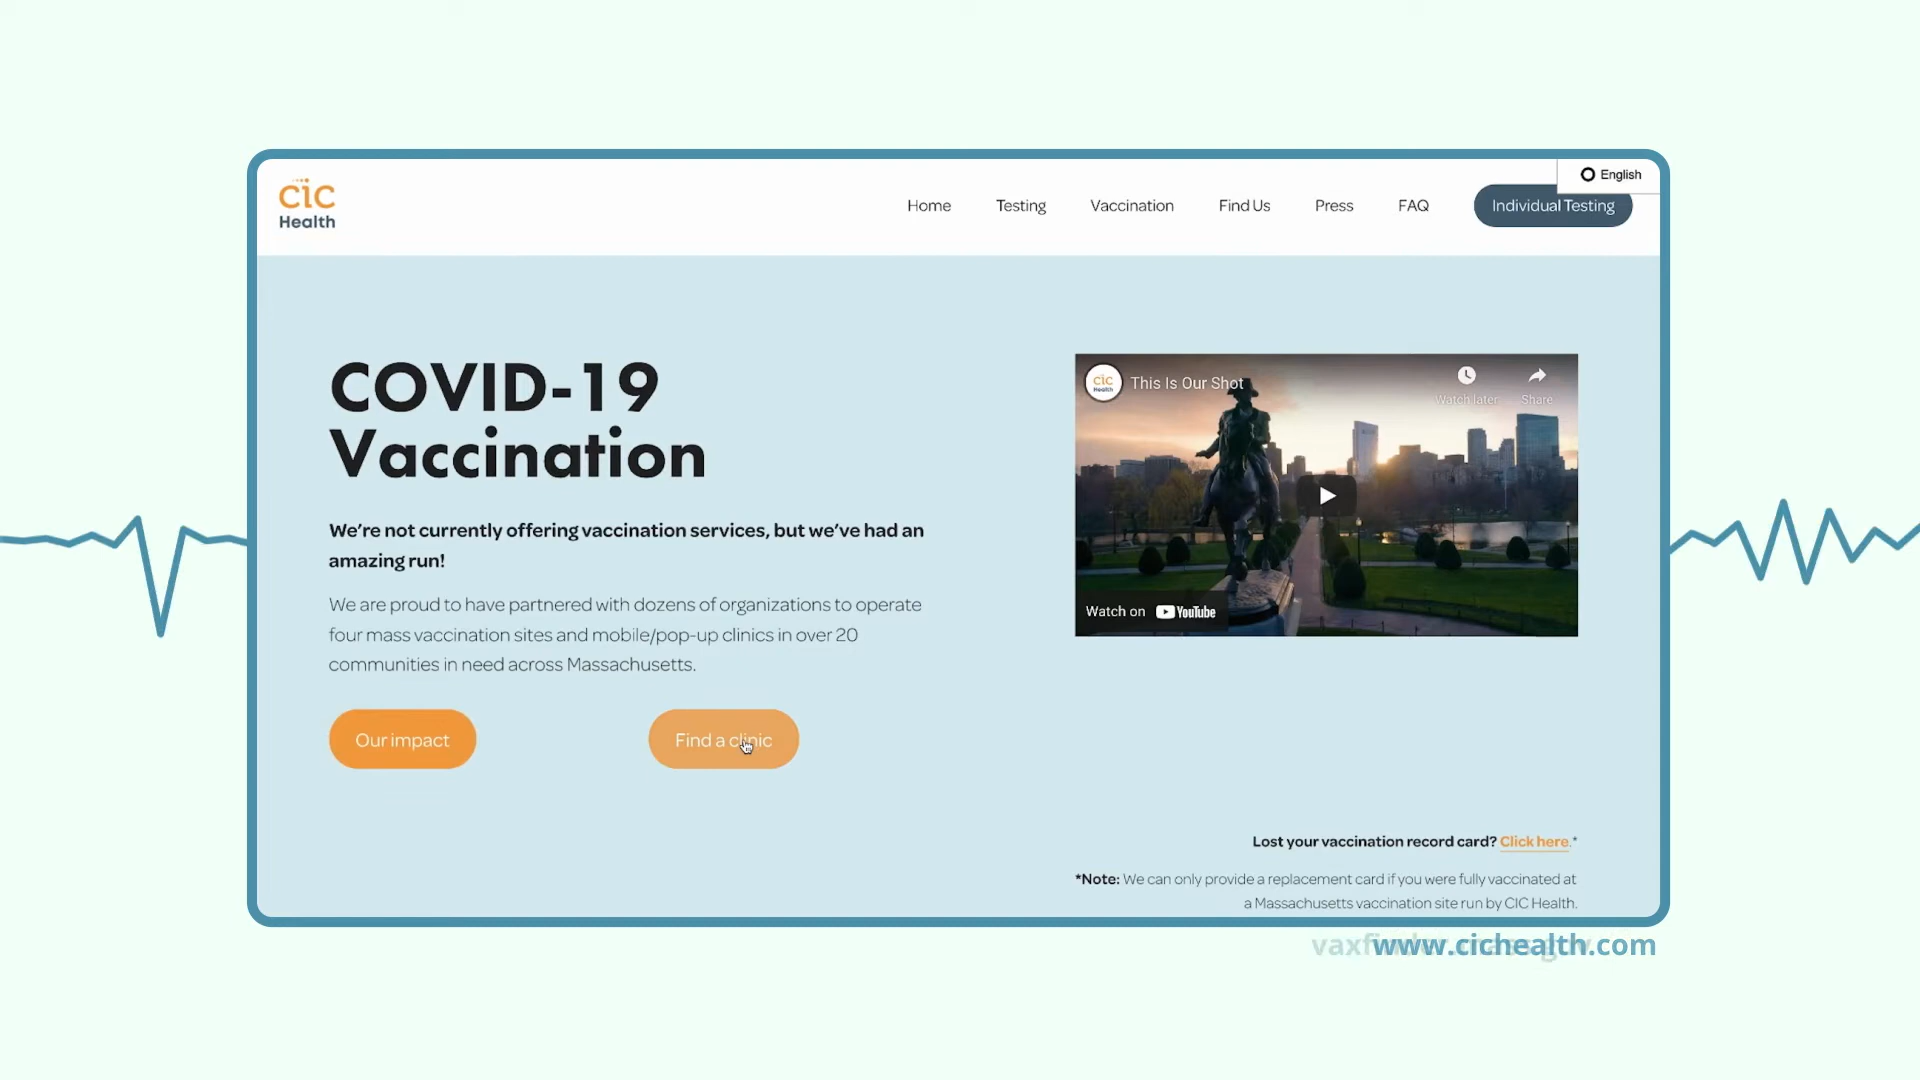 English
cic
Health
Home
Testing
Vaccination
Find Us
Press
FAQ
Individual Testing
COVID-19
Vaccination
We're not currently offering vaccination services, but we've had an
amazing run!
We are proud to have partnered with dozens of organizations to operate
four mass vaccination sites and mobile/pop-up clinics in over 20
communities in need across Massachusetts.
Our impact
Find a clinic
cic
Health
This Is Our Shot
Watch later
Share
Watch on YouTube
Lost your vaccination record card? Click here.*
*Note: We can only provide a replacement card if you were fully vaccinated at
a Massachusetts vaccination site run by CIC Health.
www.cichealth.com